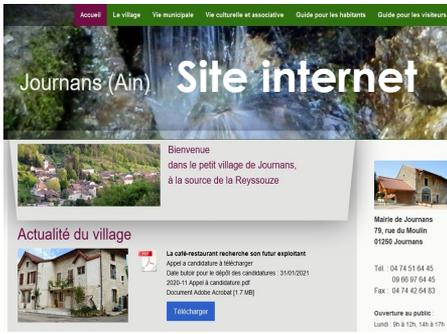 Accueil Le village Vie municipale Vie culturelle et associative Guide pour les habitants Guide pour les visiteurs
Journans (Ain) Site internet
Bienvenue
dans le petit village de Journans,
à la source de la Reyssouze
Actualité du village
La café-restaurant recherche son futur exploitant
Appel a candidature à télécharger
Date butoir pour le dépôt des candidatures : 31/01/2021
2020-11 Appel à candidature.pdf
Document Adobe Acrobat [1.7 MB]
Télécharger
Mairie de Journans
79, rue du Moulin
01250 Journans
Tél. : 04 74 51 64 45
09 66 97 64 45
Fax : 04 74 42 64 83
Ouverture au public :
Lundi : 9h à 12h, 14h à 17h